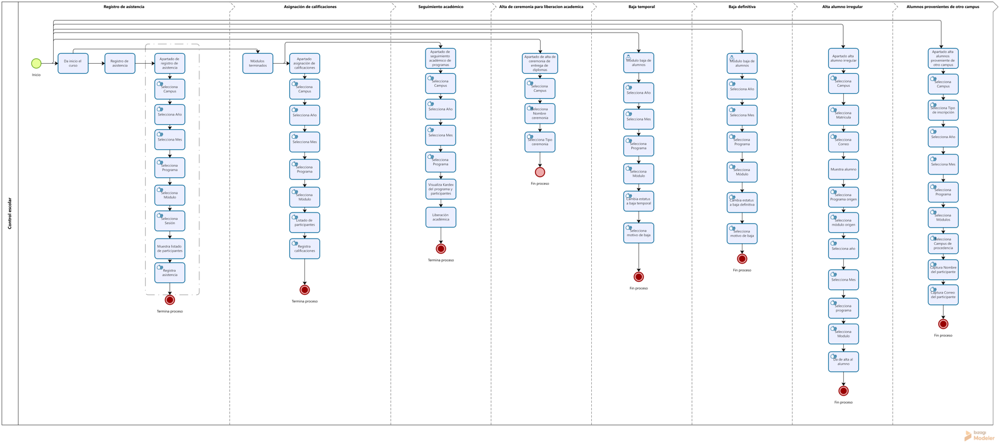 Control escolar
Registro de asistencia
Inicio
Da inicio el
curso
Registro de
asistencia
Apartado de
registro de
asistencia
Selecciona
Campus
Selecciona Año
Selecciona Mes
Selecciona
Programa
Selecciona
Módulo
Selecciona
Sesión
Muestra listado
de participantes
Registra
asistencia
Termina proceso
Asignación de calificaciones
Módulos
terminados
Apartado
asignación de
calificaciones
Selecciona
Campus
Selecciona Año
Selecciona Mes
Selecciona
Programa
Selecciona
Módulo
Listado de
participantes
Registra
calificaciones
Termina proceso
Seguimiento académico
Apartado de
seguimiento
académico de
programas
Selecciona
Campus
Selecciona Año
Selecciona Mes
Selecciona
Programa
Visualiza Kardex
del programa y
participantes
Liberación
académica
Termina proceso
Alta de ceremonia para liberacion academica
Apartado de alta de
ceremonia de
entrega de
diplomas
Selecciona
Campus
Selecciona
Nombre
ceremonia
Selecciona Tipo
ceremonia
Fin proceso
Baja temporal
Módulo baja de
alumnos
Selecciona Año
Selecciona Mes
Selecciona
Programa
Selecciona
Módulo
Cambia estatus
a baja temporal
Selecciona
motivo de baja
Fin proceso
Baja definitiva
Módulo baja de
alumnos
Selecciona Año
Selecciona Mes
Selecciona
Programa
Selecciona
Módulo
Cambia estatus
a baja definitiva
Selecciona
motivo de baja
Fin proceso
Alta alumno irregular
Apartado alta
alumno irregular
Selecciona
Campus
Selecciona
Matrícula
Selecciona
Correo
Muestra alumno
Selecciona
Programa origen
Selecciona
módulo origen
Selecciona año
Selecciona Mes
Selecciona
programa
Selecciona
Modulo
Da de alta al
alumno
Fin proceso
Alumnos provenientes de otro campus
Apartado alta
alumnos
proveniente de
otro campus
Selecciona
Campus
Selecciona Tipo
de inscripción
Selecciona Año
Selecciona Mes
Selecciona
Programa
Selecciona
Módulos
Selecciona
Campus de
procedencia
Captura Nombre
del participante
Captura Correo
del participante
Fin proceso
bizagi
Modeler